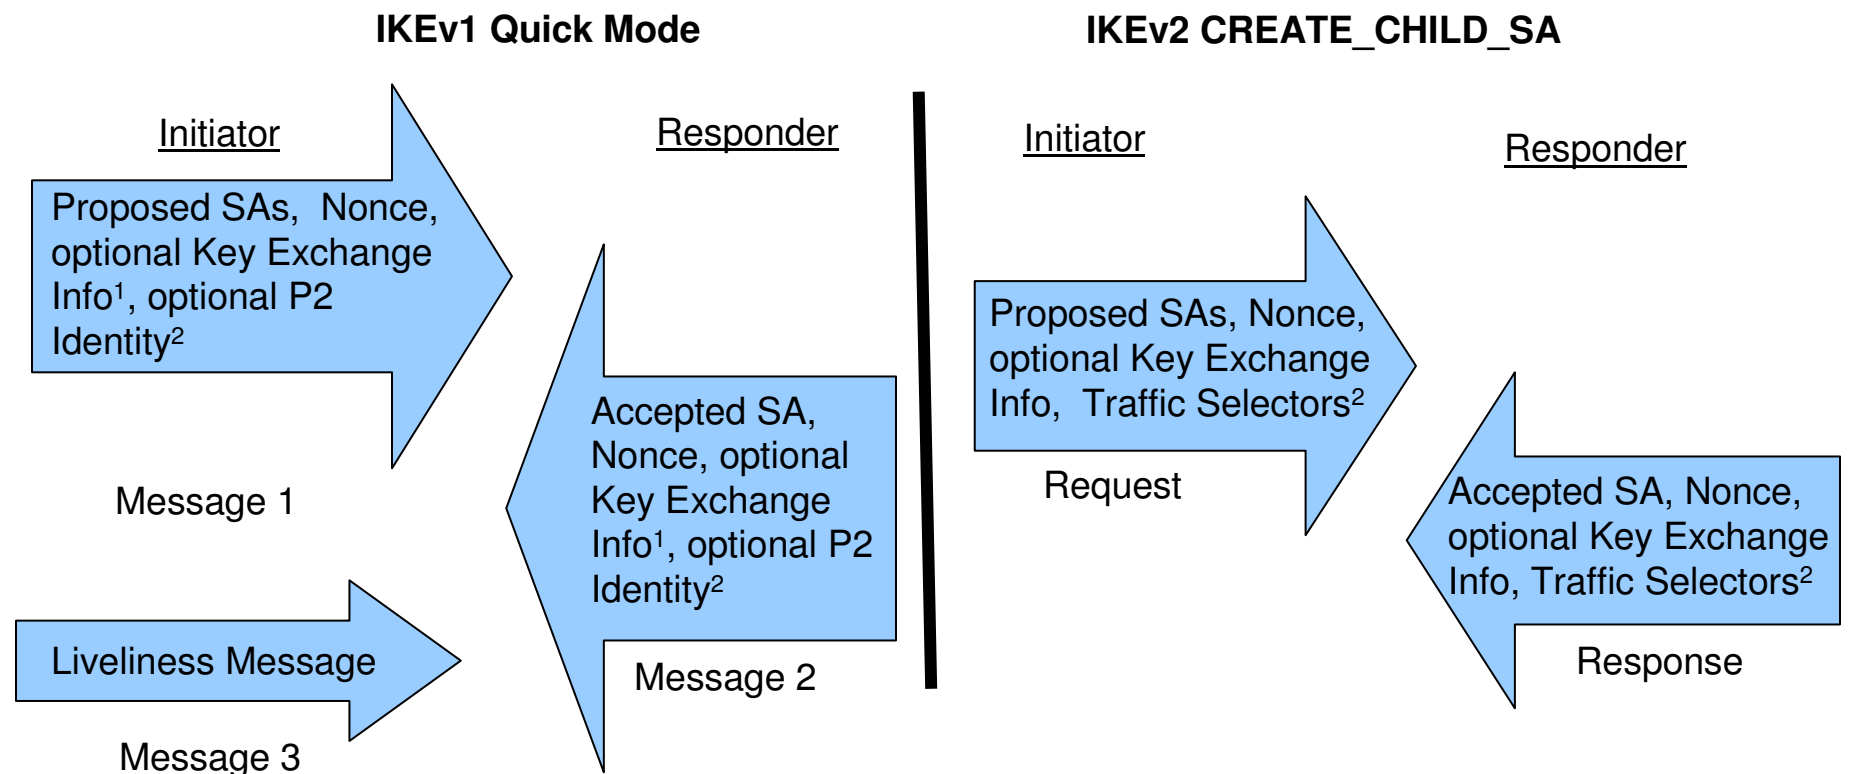 IKEv1 Quick Mode
Initiator
Responder
Proposed SAs,  Nonce,
optional Key Exchange
Info¹, optional P2
Identity²
Message 1
Accepted SA,
Nonce, optional
Key Exchange
Info¹, optional P2
Identity²
Message 2
Liveliness Message
Message 3
IKEv2 CREATE_CHILD_SA
Initiator
Responder
Proposed SAs, Nonce,
optional Key Exchange
Info,  Traffic Selectors²
Request
Accepted SA, Nonce,
optional Key Exchange
Info, Traffic Selectors²
Response